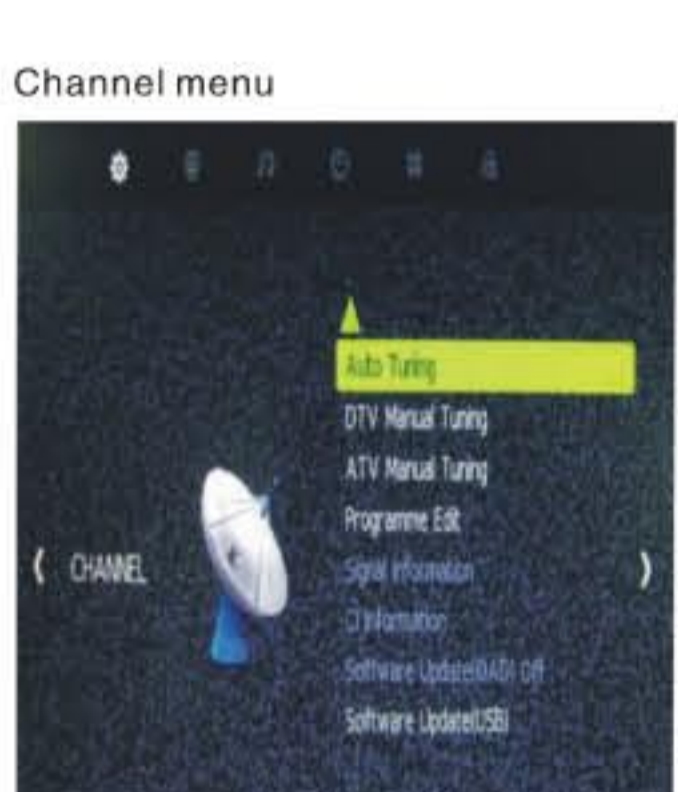 Channel menu
Auto Tuning
DTV Manual Tuning
ATV Manual Tuning
Programme Edit
CHANNEL
Signal Information
CI Information
Software Update(OAD) Off
Software Update(USB)